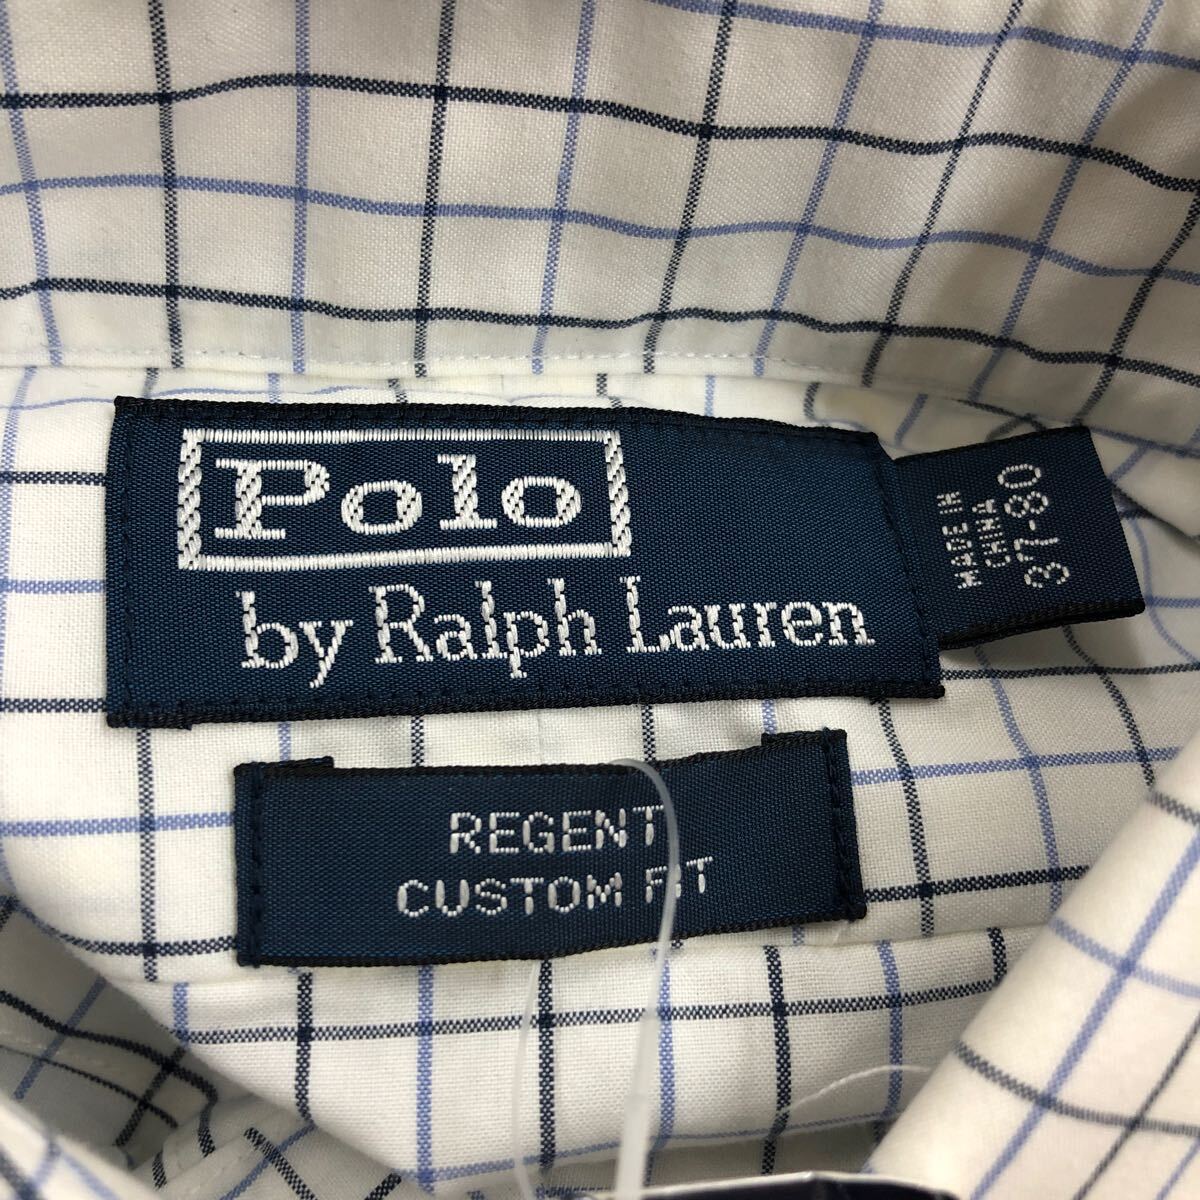 Polo
by Ralph Lauren
MADE IN
CHINA
37-80
REGENT
CUSTOM FIT